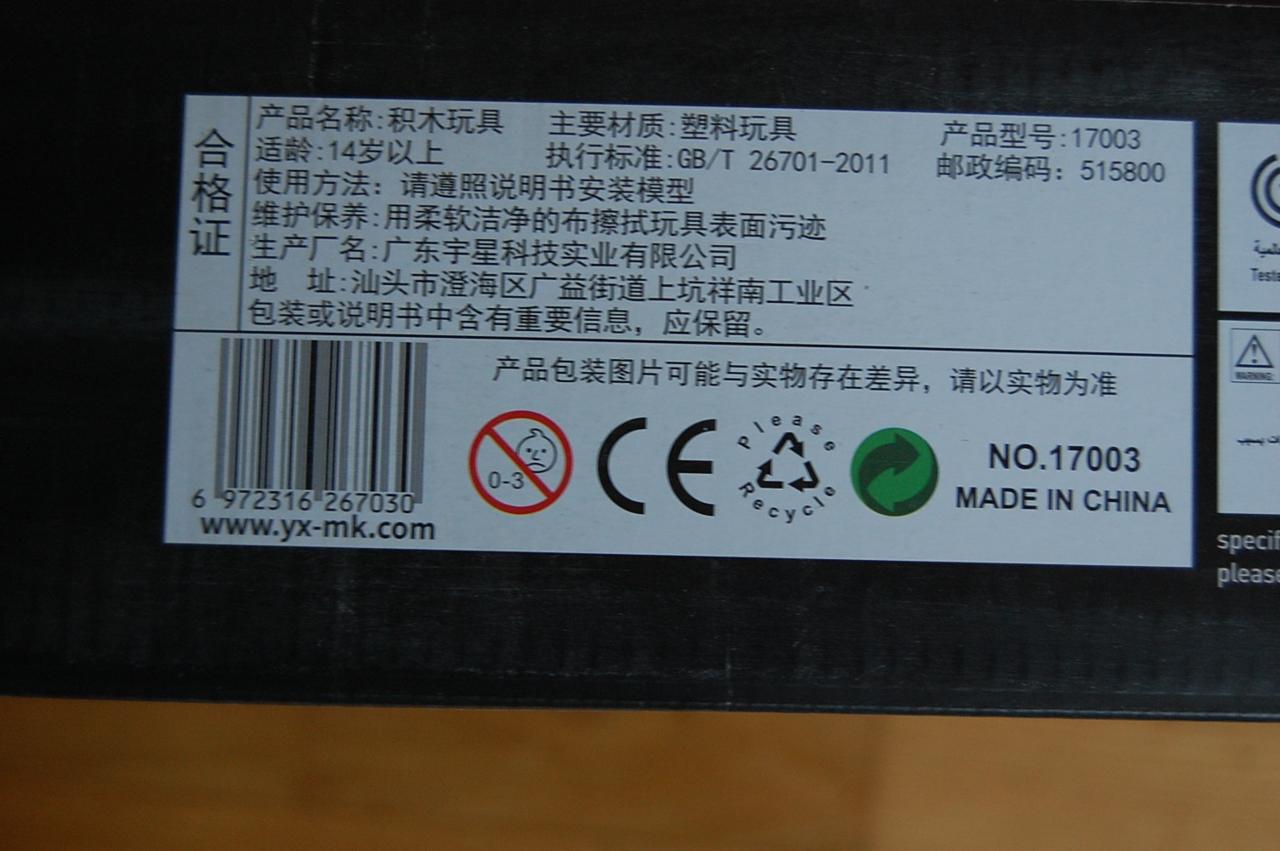 合格证
产品名称:积木玩具 主要材质:塑料玩具 产品型号:17003
适龄:14岁以上 执行标准:GB/T 26701-2011 邮政编码:515800
使用方法:请遵照说明书安装模型
维护保养:用柔软洁净的布擦拭玩具表面污迹
生产厂名:广东宇星科技实业有限公司
地 址:汕头市澄海区广益街道上坑祥南工业区
包装或说明书中含有重要信息，应保留。
产品包装图片可能与实物存在差异，请以实物为准
6 972316 267030
www.yx-mk.com
0-3
CE
Please
Recycle
NO.17003
MADE IN CHINA
WARNING:
specif
please